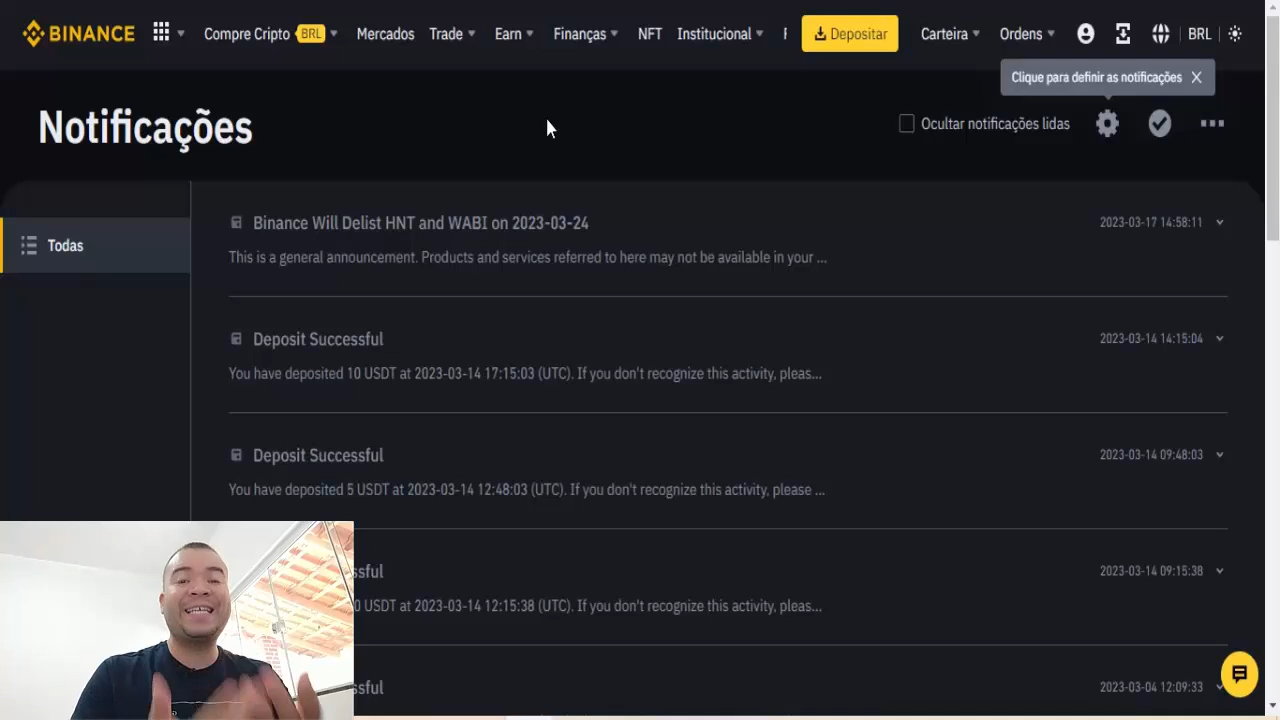 BINANCE
Compre Cripto BRL
Mercados
Trade
Earn
Finanças
NFT
Institucional
Depositar
Carteira
Ordens
BRL
Clique para definir as notificações
Notificações
Ocultar notificações lidas
Todas
Binance Will Delist HNT and WABI on 2023-03-24
2023-03-17 14:58:11
This is a general announcement. Products and services referred to here may not be available in your ...
Deposit Successful
2023-03-14 14:15:04
You have deposited 10 USDT at 2023-03-14 17:15:03 (UTC). If you don't recognize this activity, pleas...
Deposit Successful
2023-03-14 09:48:03
You have deposited 5 USDT at 2023-03-14 12:48:03 (UTC). If you don't recognize this activity, please ...
ssful
2023-03-14 09:15:38
0 USDT at 2023-03-14 12:15:38 (UTC). If you don't recognize this activity, pleas...
ssful
2023-03-04 12:09:33